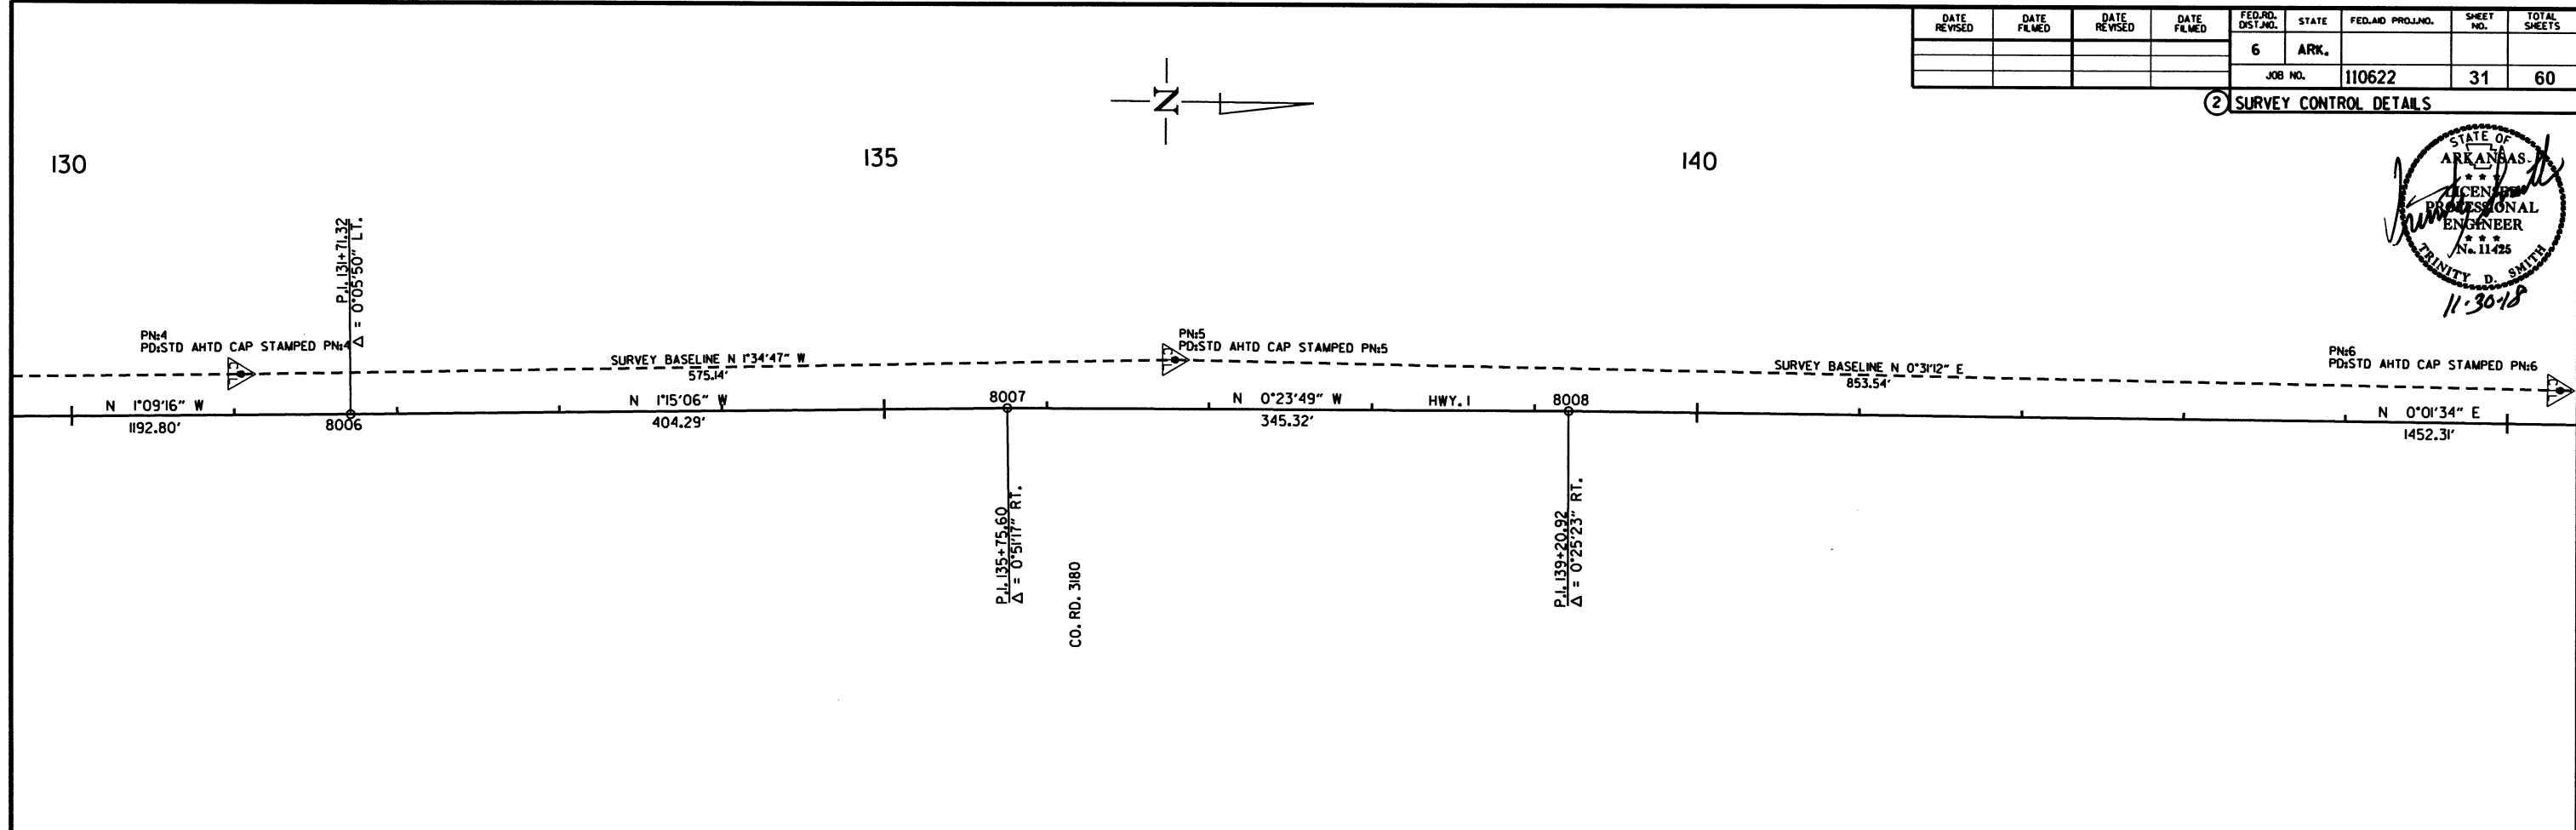 DATE REVISED
DATE FILMED
DATE REVISED
DATE FILMED
FED.RD. DIST.NO.
STATE
FED.AID PROJ.NO.
SHEET NO.
TOTAL SHEETS
6
ARK.
JOB NO.
110622
31
60
2 SURVEY CONTROL DETAILS
N
130
135
140
STATE OF
ARKANSAS
LICENSED
PROFESSIONAL
ENGINEER
No. 11425
TRINITY D. SMITH
11-30-18
P.I. 131+71.32
Δ = 0°05'50" LT.
PN:4
PD:STD AHTD CAP STAMPED PN:4
SURVEY BASELINE N 1°34'47" W
575.14'
PN:5
PD:STD AHTD CAP STAMPED PN:5
SURVEY BASELINE N 0°31'12" E
853.54'
PN:6
PD:STD AHTD CAP STAMPED PN:6
N 1°09'16" W
1192.80'
8006
N 1°15'06" W
404.29'
8007
N 0°23'49" W
345.32'
HWY. 1
8008
N 0°01'34" E
1452.31'
P.I. 135+75.60
Δ = 0°51'17" RT.
CO. RD. 3180
P.I. 139+20.92
Δ = 0°25'23" RT.